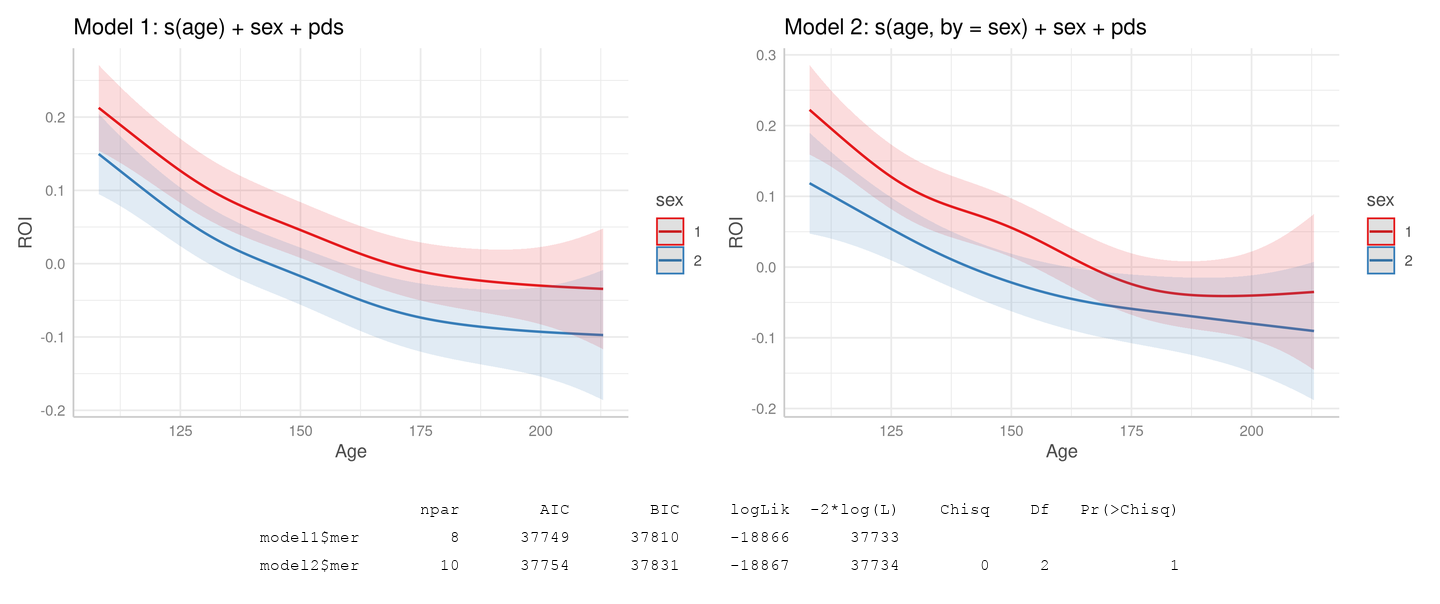 Model 1: s(age) + sex + pds
0.2
0.1
0.0
-0.1
-0.2
ROI
125 150 175 200
Age
sex
1
2
Model 2: s(age, by = sex) + sex + pds
0.3
0.2
0.1
0.0
-0.1
-0.2
ROI
125 150 175 200
Age
sex
1
2
npar AIC BIC logLik -2*log(L) Chisq Df Pr(>Chisq)
model1$mer 8 37749 37810 -18866 37733
model2$mer 10 37754 37831 -18867 37734 0 2 1